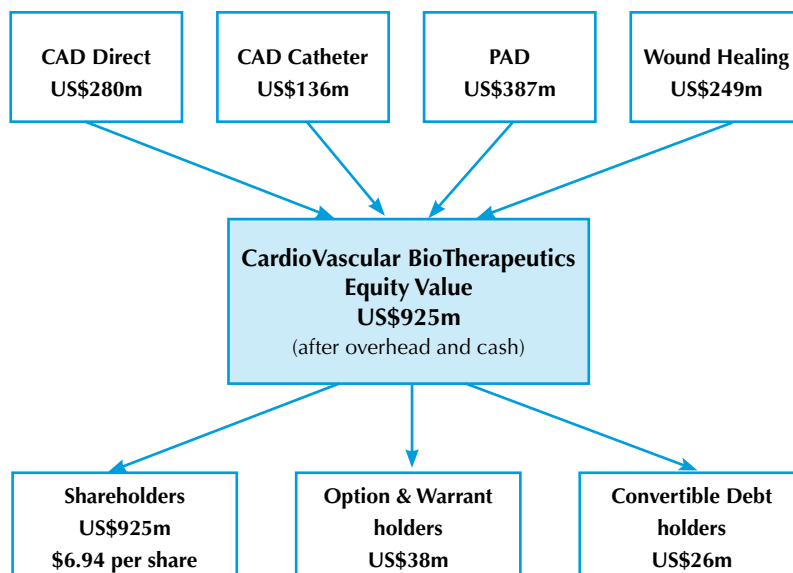 CAD Direct
US$280m
CAD Catheter
US$136m
PAD
US$387m
Wound Healing
US$249m
CardioVascular BioTherapeutics
Equity Value
US$925m
(after overhead and cash)
Shareholders
US$925m
$6.94 per share
Option & Warrant
holders
US$38m
Convertible Debt
holders
US$26m